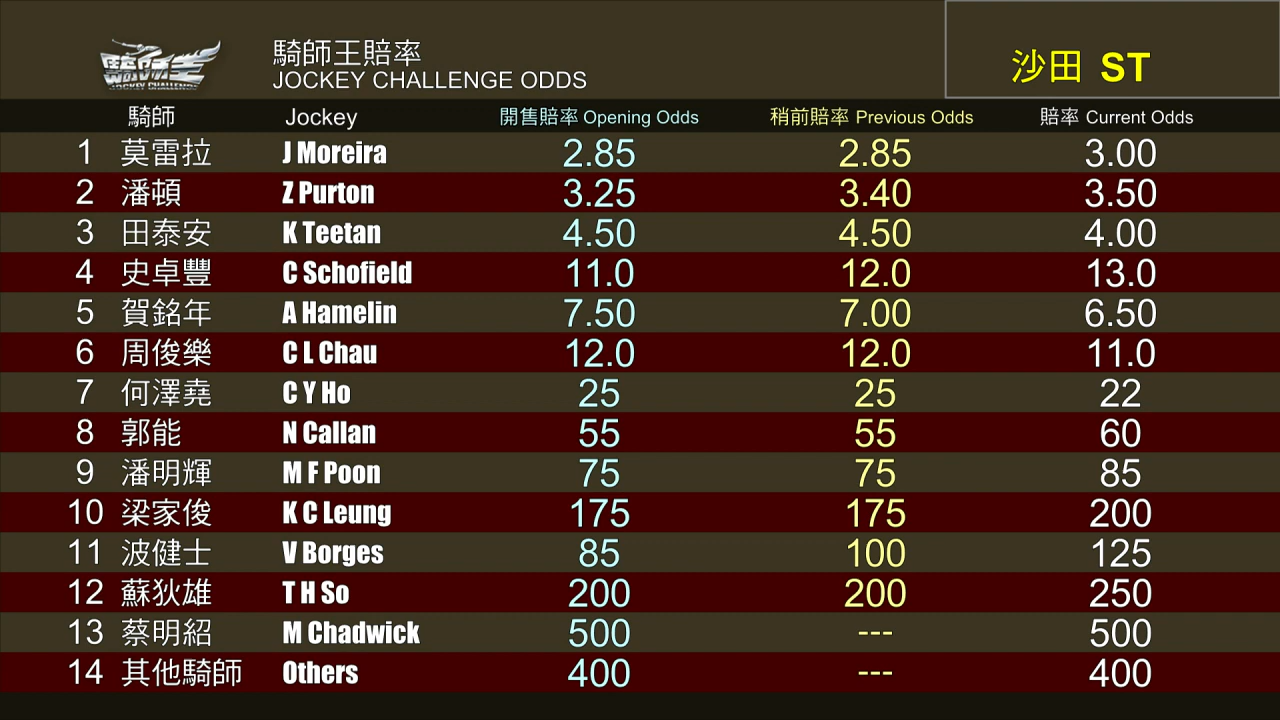 騎師王 JOCKEY CHALLENGE
騎師王賠率
JOCKEY CHALLENGE ODDS
沙田 ST
騎師 Jockey 開售賠率 Opening Odds 稍前賠率 Previous Odds 賠率 Current Odds
1 莫雷拉 J Moreira 2.85 2.85 3.00
2 潘頓 Z Purton 3.25 3.40 3.50
3 田泰安 K Teetan 4.50 4.50 4.00
4 史卓豐 C Schofield 11.0 12.0 13.0
5 賀銘年 A Hamelin 7.50 7.00 6.50
6 周俊樂 C L Chau 12.0 12.0 11.0
7 何澤堯 C Y Ho 25 25 22
8 郭能 N Callan 55 55 60
9 潘明輝 M F Poon 75 75 85
10 梁家俊 K C Leung 175 175 200
11 波健士 V Borges 85 100 125
12 蘇狄雄 T H So 200 200 250
13 蔡明紹 M Chadwick 500 --- 500
14 其他騎師 Others 400 --- 400